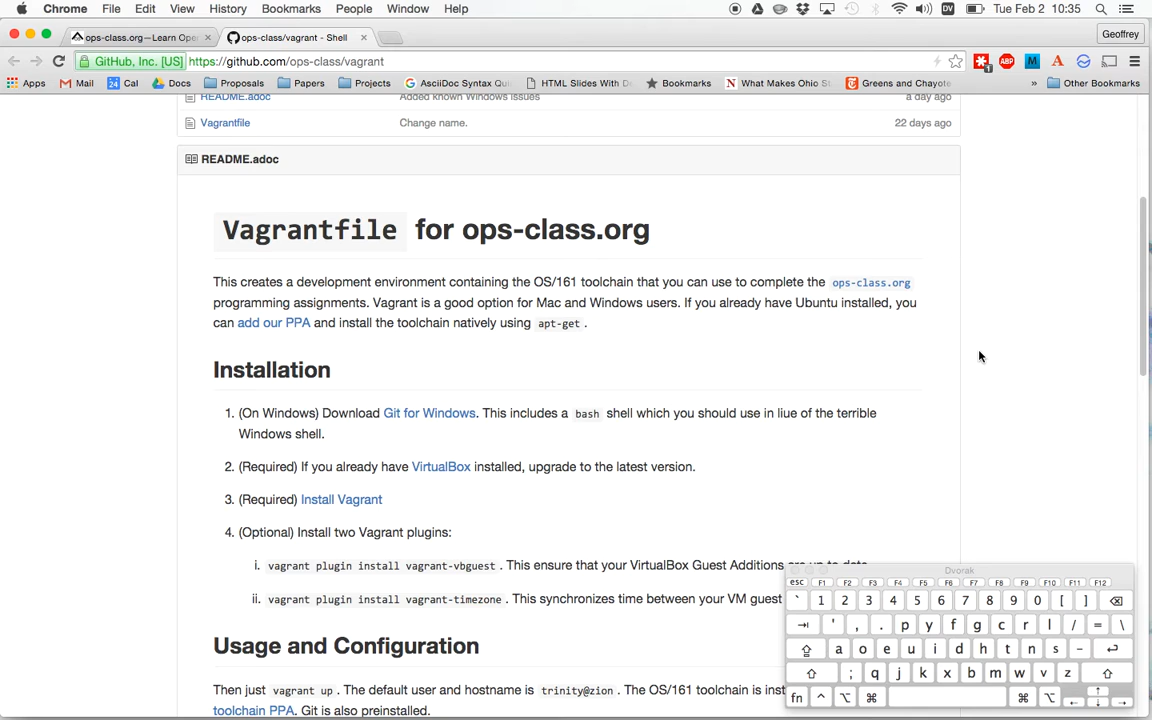 Chrome File Edit View History Bookmarks People Window Help DV Tue Feb 2 10:35
ops-class.org—Learn Ope × ops-class/vagrant - Shell × Geoffrey
GitHub, Inc. [US] https://github.com/ops-class/vagrant
Apps Mail 24 Cal Docs Proposals Papers Projects AsciiDoc Syntax Qu HTML Slides With D Bookmarks What Makes Ohio St Greens and Chayote » Other Bookmarks
README.adoc Added known Windows issues a day ago
Vagrantfile Change name. 22 days ago
README.adoc
Vagrantfile for ops-class.org
This creates a development environment containing the OS/161 toolchain that you can use to complete the ops-class.org
programming assignments. Vagrant is a good option for Mac and Windows users. If you already have Ubuntu installed, you
can add our PPA and install the toolchain natively using apt-get.
Installation
1. (On Windows) Download Git for Windows. This includes a bash shell which you should use in liue of the terrible
Windows shell.
2. (Required) If you already have VirtualBox installed, upgrade to the latest version.
3. (Required) Install Vagrant
4. (Optional) Install two Vagrant plugins:
i. vagrant plugin install vagrant-vbguest. This ensure that your VirtualBox Guest Additions are up to date
ii. vagrant plugin install vagrant-timezone. This synchronizes time between your VM guest
Usage and Configuration
Then just vagrant up. The default user and hostname is trinity@zion. The OS/161 toolchain is inst
toolchain PPA. Git is also preinstalled.
Dvorak
esc F1 F2 F3 F4 F5 F6 F7 F8 F9 F10 F11 F12
` 1 2 3 4 5 6 7 8 9 0 [ ]
' , . p y f g c r l / = \
a o e u i d h t n s -
; q j k x b m w v z
fn ^ ⌥ ⌘ ⌘ ⌥